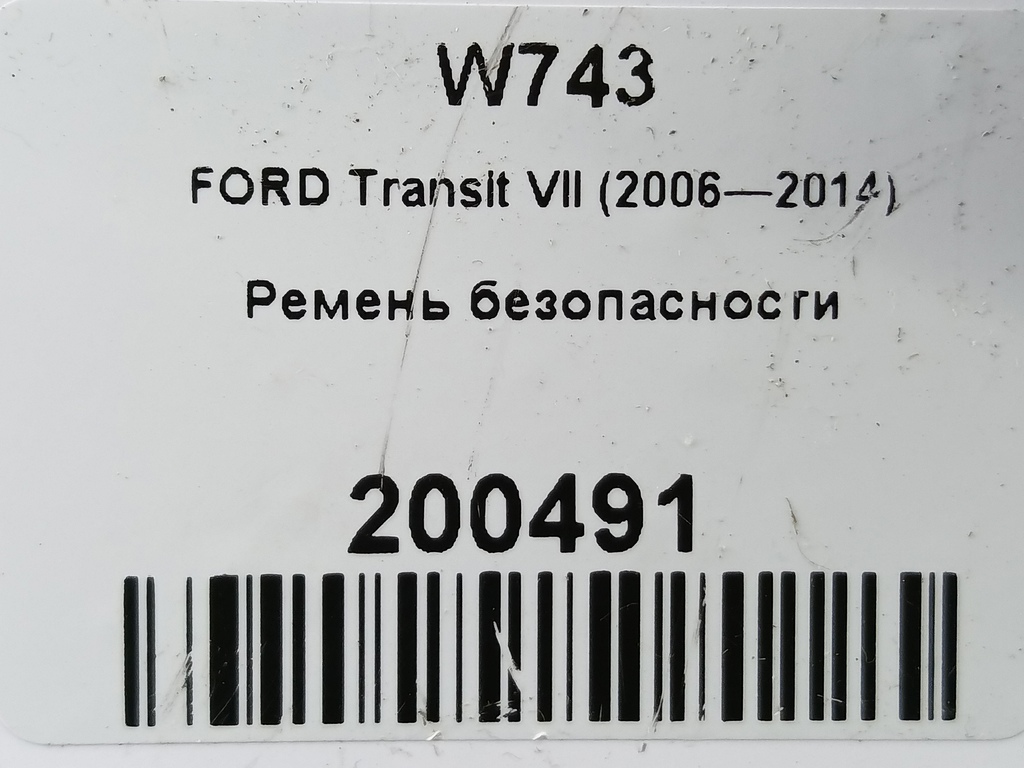 W743
FORD Transit VII (2006—2014)
Ремень безопасности
200491